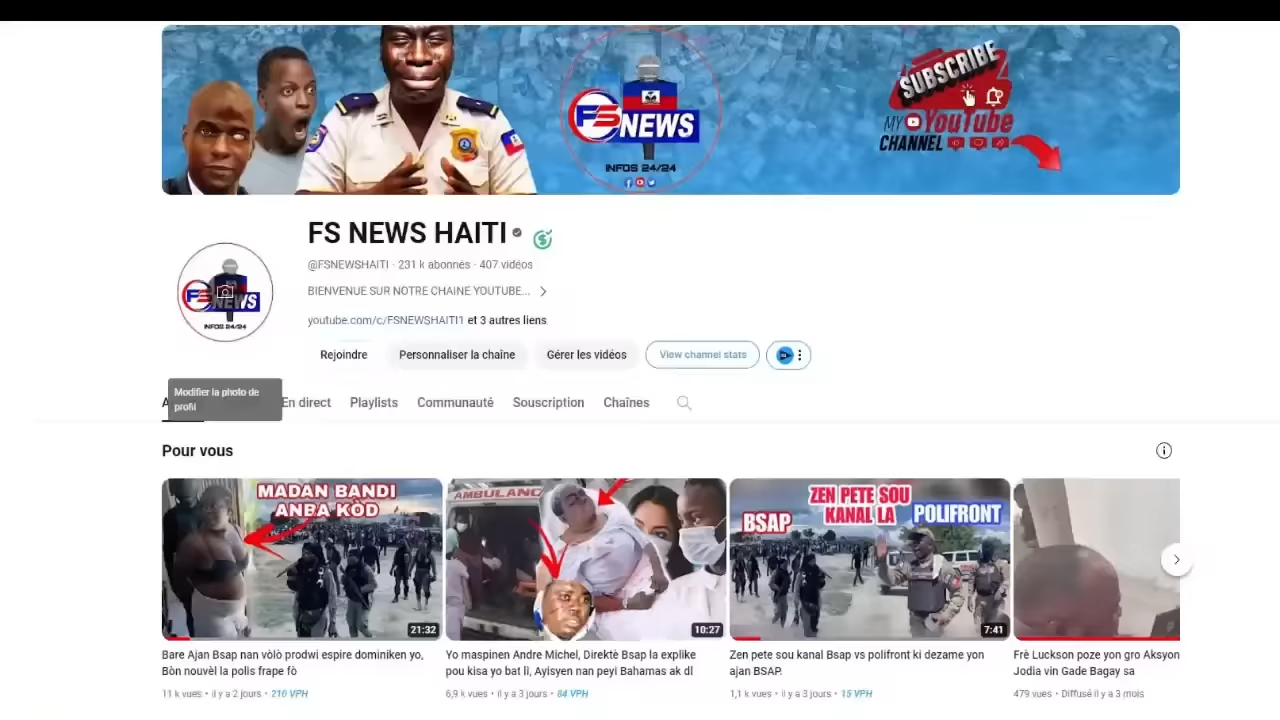 SUBSCRIBE
MY YouTube
CHANNEL
FS NEWS
INFOS 24/24
FS NEWS HAITI
@FSNEWSHAITI · 231 k abonnés · 407 vidéos
BIENVENUE SUR NOTRE CHAINE YOUTUBE...
youtube.com/c/FSNEWSHAITI1 et 3 autres liens
FS NEWS
INFOS 24/24
Rejoindre
Personnaliser la chaîne
Gérer les vidéos
View channel stats
Modifier la photo de
profil
A
En direct
Playlists
Communauté
Souscription
Chaînes
Pour vous
MADAN BANDI
ANBA KÒD
21:32
AMBULANC
10:27
ZEN PETE SOU
KANAL LA
BSAP
POLIFRONT
7:41
Bare Ajan Bsap nan vòlò prodwi espire dominiken yo,
Bòn nouvèl la polis frape fò
11 k vues • il y a 2 jours • 210 VPH
Yo maspinen Andre Michel, Direktè Bsap la explike
pou kisa yo bat li, Ayisyen nan peyi Bahamas ak dl
6,9 k vues • il y a 3 jours • 84 VPH
Zen pete sou kanal Bsap vs polifront ki dezame yon
ajan BSAP.
1,1 k vues • il y a 3 jours • 15 VPH
Frè Luckson poze yon gro Aksyon
Jodia vin Gade Bagay sa
479 vues • Diffusé il y a 3 mois